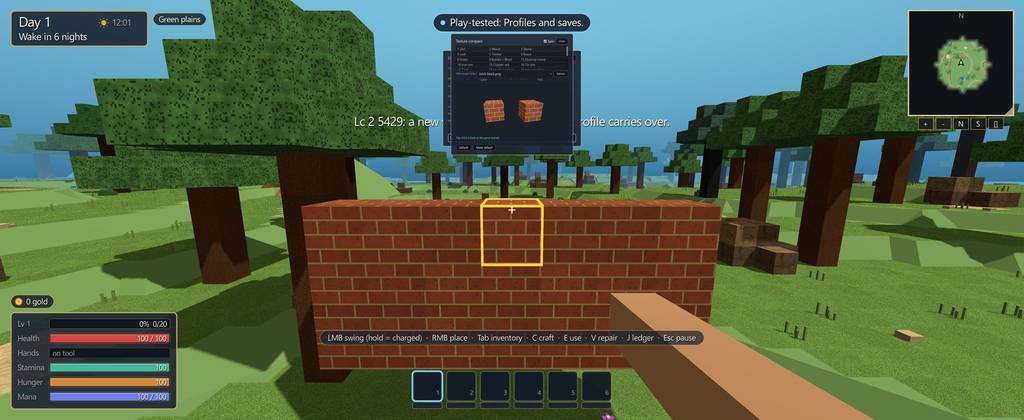 Day 1
12:01
Wake in 6 nights
Green plains
Play-tested: Profiles and saves.
N
Texture compare
Lc 2 5429: a new
rofile carries over.
+ - N S []
0 gold
Lv 1
0% 0/20
Health
100 / 100
Hands
no tool
Stamina
100
Hunger
100
Mana
100 / 100
LMB swing (hold = charged) · RMB place · Tab inventory · C craft · E use · V repair · J ledger · Esc pause
1 2 3 4 5 6